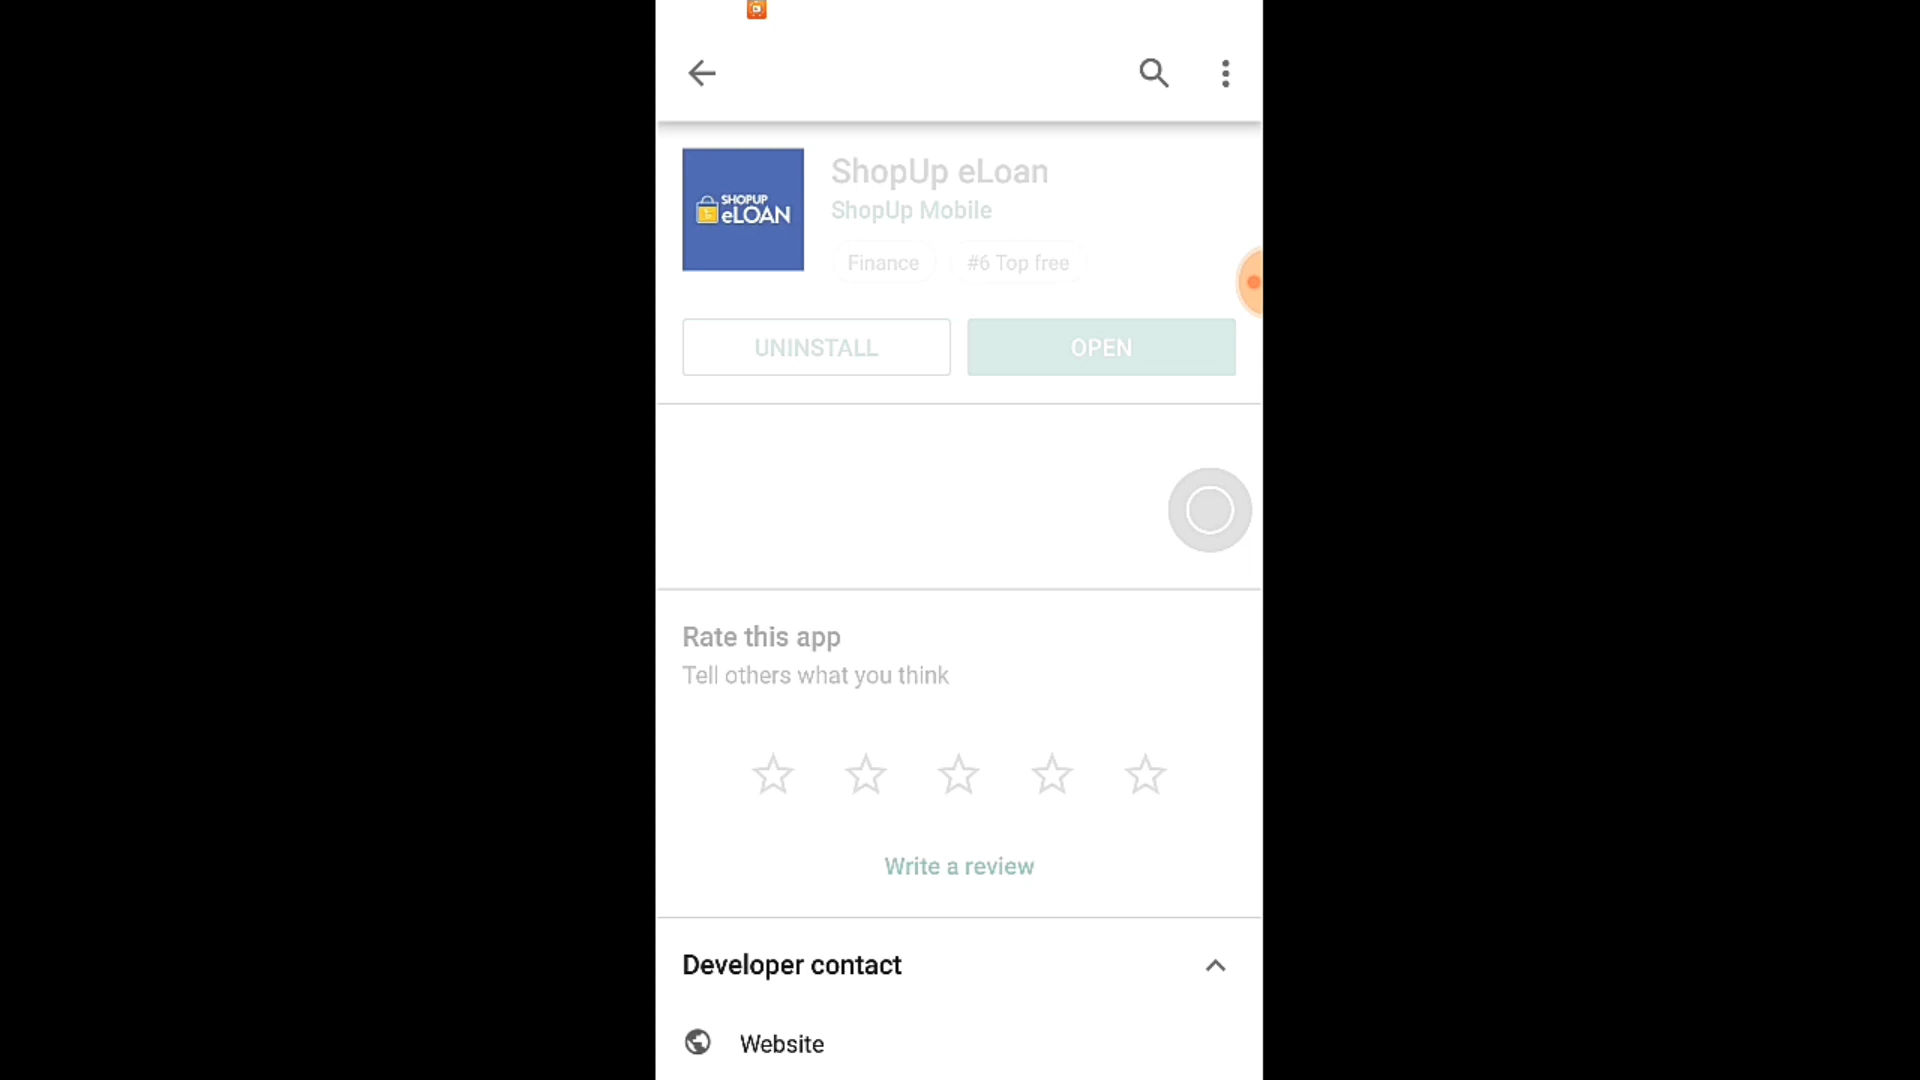 SHOPUP
eLOAN
ShopUp eLoan
ShopUp Mobile
Finance
#6 Top free
UNINSTALL
OPEN
Rate this app
Tell others what you think
Write a review
Developer contact
Website